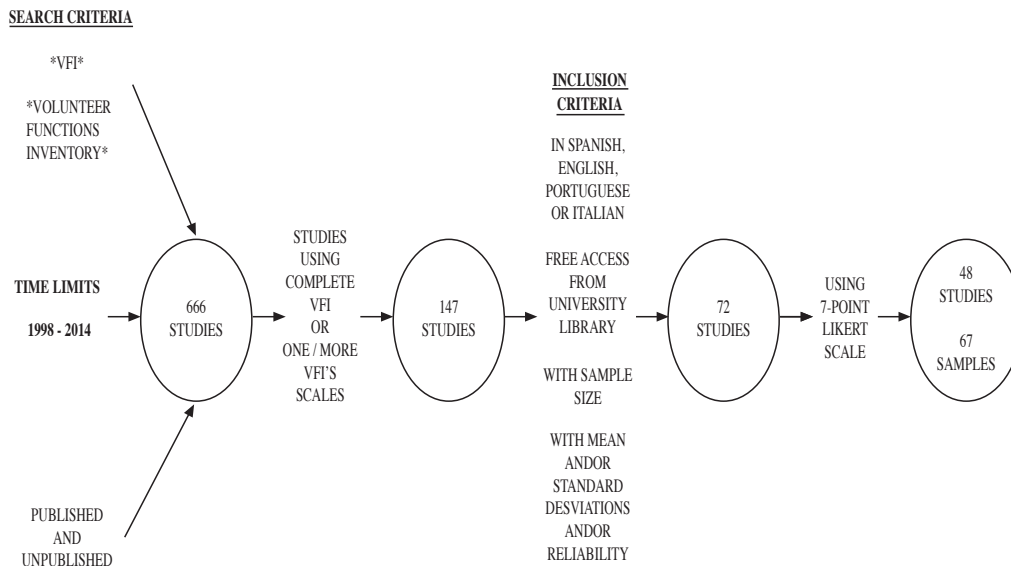 SEARCH CRITERIA
*VFI*
*VOLUNTEER
FUNCTIONS
INVENTORY*
TIME LIMITS
1998 - 2014
PUBLISHED
AND
UNPUBLISHED
666
STUDIES
STUDIES
USING
COMPLETE
VFI
OR
ONE / MORE
VFI'S
SCALES
147
STUDIES
INCLUSION
CRITERIA
IN SPANISH,
ENGLISH,
PORTUGUESE
OR ITALIAN
FREE ACCESS
FROM
UNIVERSITY
LIBRARY
WITH SAMPLE
SIZE
WITH MEAN
ANDOR
STANDARD
DESVIATIONS
ANDOR
RELIABILITY
72
STUDIES
USING
7-POINT
LIKERT
SCALE
48
STUDIES
67
SAMPLES